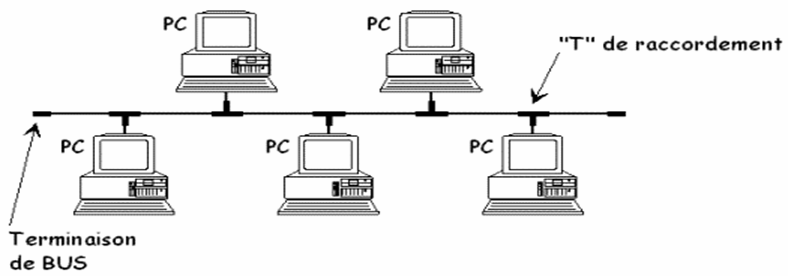 PC
PC
"T" de raccordement
PC
PC
PC
Terminaison
de BUS